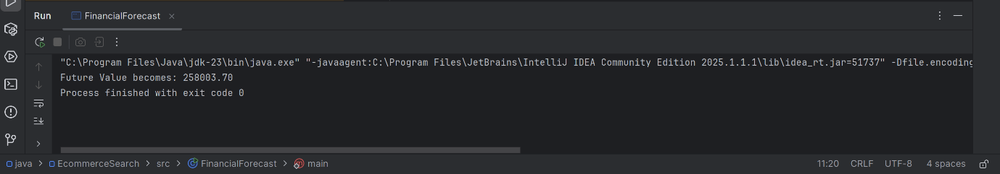 Run FinancialForecast
"C:\Program Files\Java\jdk-23\bin\java.exe" "-javaagent:C:\Program Files\JetBrains\IntelliJ IDEA Community Edition 2025.1.1.1\lib\idea_rt.jar=51737" -Dfile.encoding
Future Value becomes: 258003.70
Process finished with exit code 0
java > EcommerceSearch > src > FinancialForecast > main 11:20 CRLF UTF-8 4 spaces